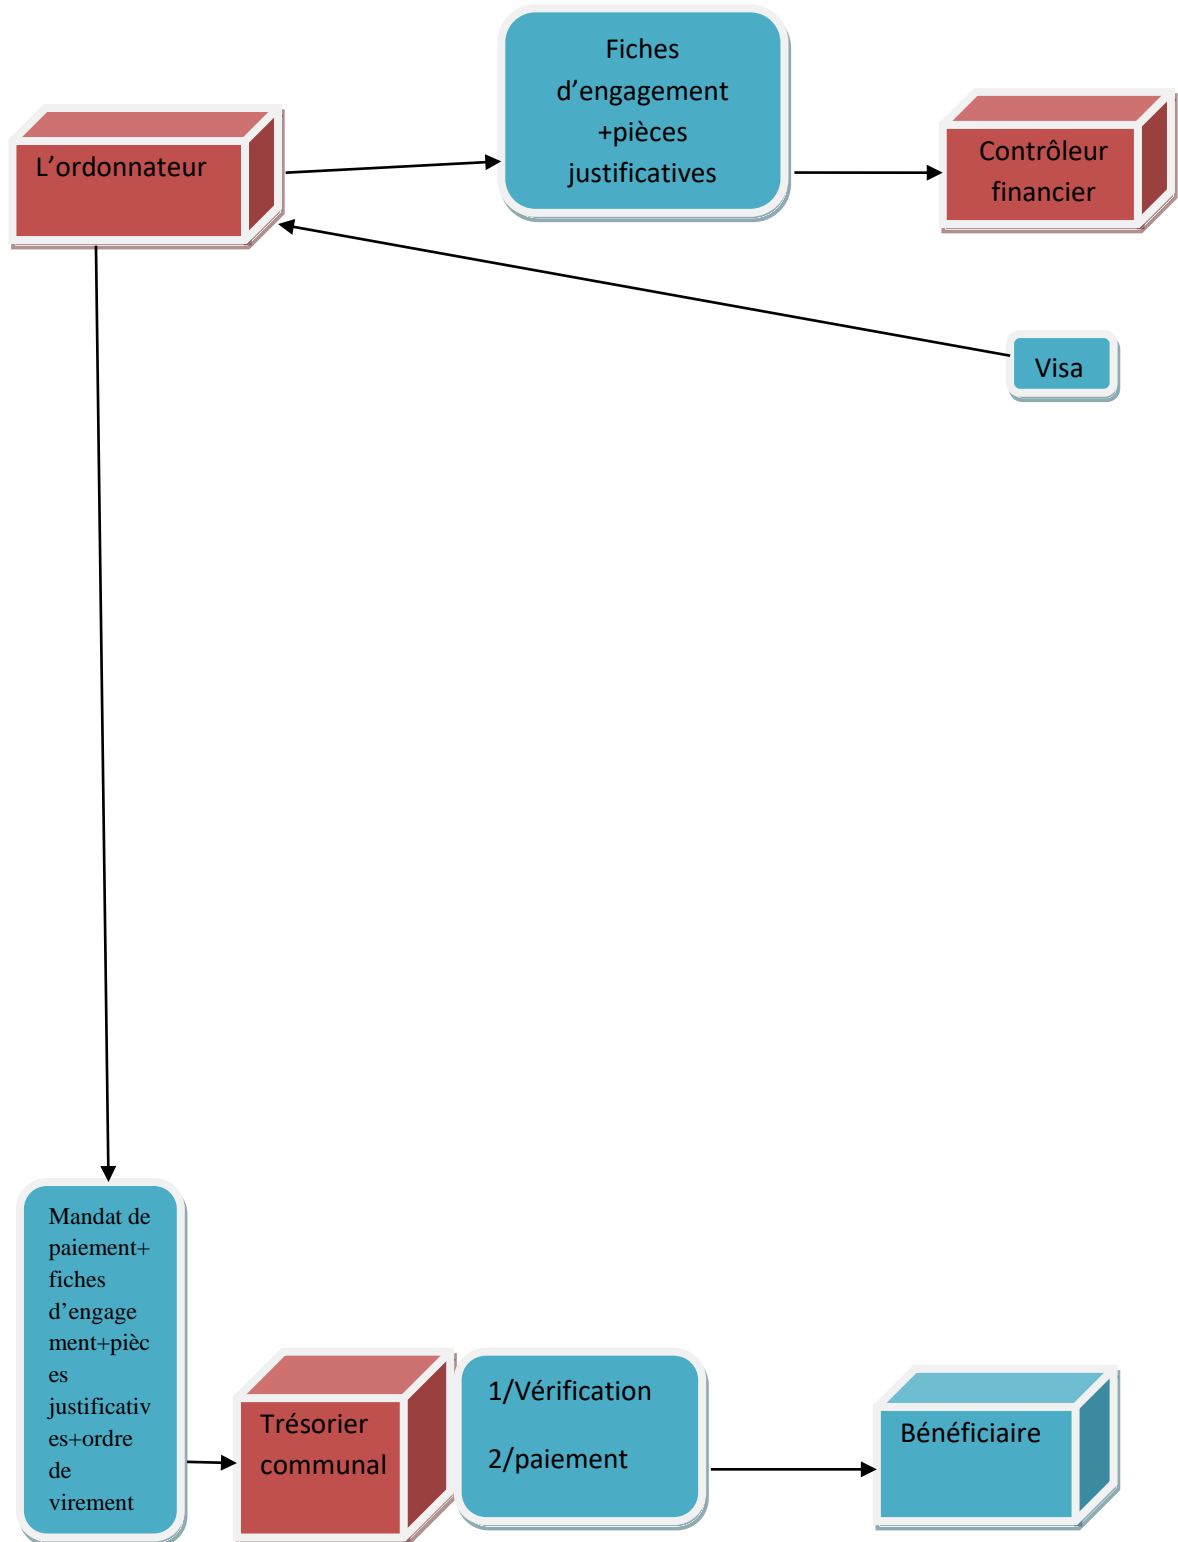 Fiches
d'engagement
+pièces
justificatives
L'ordonnateur
Contrôleur
financier
Visa
Mandat de
paiement+
fiches
d'engage
ment+pièc
es
justificativ
es+ordre
de
virement
Trésorier
communal
1/Vérification
2/paiement
Bénéficiaire